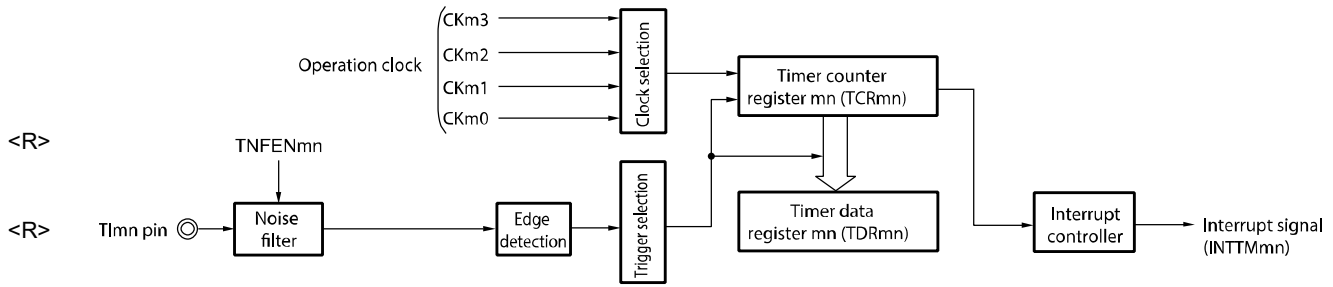 Operation clock
CKm3
CKm2
CKm1
CKm0
Clock selection
Timer counter
register mn (TCRmn)
<R>
TNFENmn
<R>
TImn pin
Noise
filter
Edge
detection
Trigger selection
Timer data
register mn (TDRmn)
Interrupt
controller
Interrupt signal
(INTTMmn)